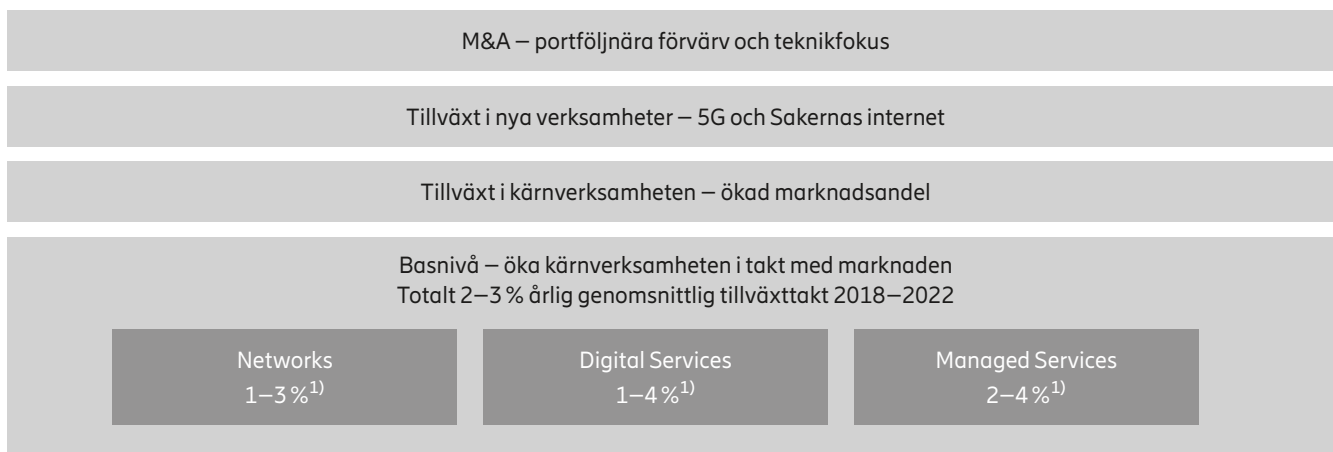 M&A – portföljnära förvärv och teknikfokus
Tillväxt i nya verksamheter – 5G och Sakernas internet
Tillväxt i kärnverksamheten – ökad marknadsandel
Basnivå – öka kärnverksamheten i takt med marknaden
Totalt 2–3 % årlig genomsnittlig tillväxttakt 2018–2022
Networks
1–3 %1)
Digital Services
1–4 %1)
Managed Services
2–4 %1)